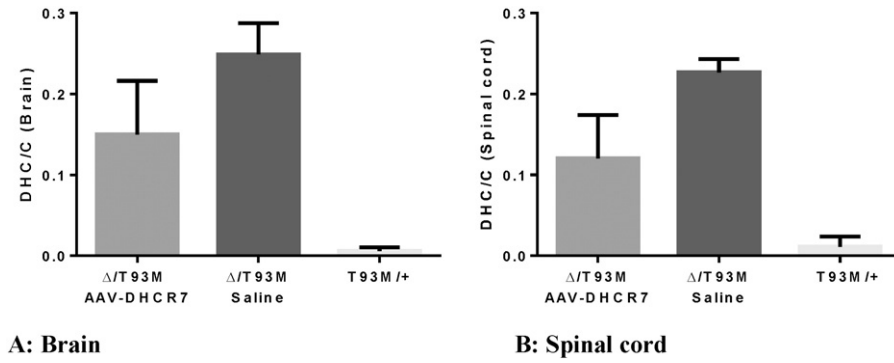 DHC/C (Brain)
0.3
0.2
0.1
0.0
Δ/T93M
AAV-DHCR7
Δ/T93M
Saline
T93M/+
A: Brain
DHC/C (Spinal cord)
0.3
0.2
0.1
0.0
Δ/T93M
AAV-DHCR7
Δ/T93M
Saline
T93M/+
B: Spinal cord